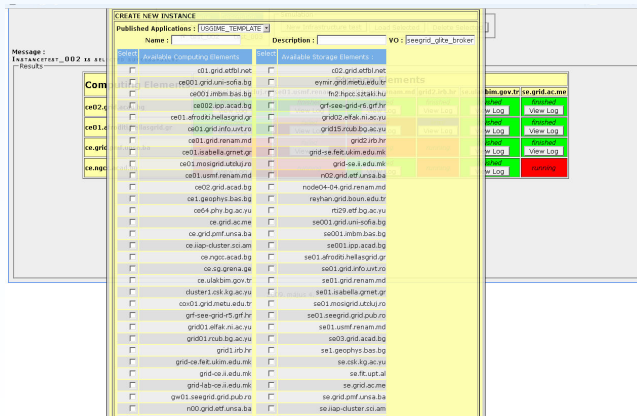 CREATE NEW INSTANCE
Published Applications : USGIME_TEMPLATE
Name : Description : VO : seegrid_glite_broker
Message :
INSTANCETEST_002 IS
Results
Select Available Computing Elements Select Available Storage Elements :
c01.grid.etfbl.net c02.grid.etfbl.net
ce001.grid.uni-sofia.bg eymir.grid.metu.edu.tr
ce001.imbm.bas.bg fn2.hpcc.sztaki.hu
ce002.ipp.acad.bg grf-see-grid-r6.grf.hr
ce01.afroditi.hellasgrid.gr grid02.elfak.ni.ac.yu
ce01.grid.info.uvt.ro grid15.rcub.bg.ac.yu
ce01.grid.renam.md grid2.irb.hr
ce01.isabella.grnet.gr grid-se.feit.ukim.edu.mk
ce01.mosigrid.utcluj.ro grid-se.ii.edu.mk
ce01.usmf.renam.md n02.grid.etf.unsa.ba
ce02.grid.acad.bg node04-04.grid.renam.md
ce1.geophys.bas.bg reyhan.grid.boun.edu.tr
ce64.phy.bg.ac.yu rti29.etf.bg.ac.yu
ce.grid.ac.me se001.grid.uni-sofia.bg
ce.grid.pmf.unsa.ba se001.imbm.bas.bg
ce.iiap-cluster.sci.am se001.ipp.acad.bg
ce.ngcc.acad.bg se01.afroditi.hellasgrid.gr
ce.sg.grena.ge se01.grid.info.uvt.ro
ce.ulakbim.gov.tr se01.grid.renam.md
cluster1.csk.kg.ac.yu se01.isabella.grnet.gr
cox01.grid.metu.edu.tr se01.mosigrid.utcluj.ro
grf-see-grid-r5.grf.hr se01.seegrid.grid.pub.ro
grid01.elfak.ni.ac.yu se01.usmf.renam.md
grid01.rcub.bg.ac.yu se03.grid.acad.bg
grid1.irb.hr se1.geophys.bas.bg
grid-ce.feit.ukim.edu.mk se.csk.kg.ac.yu
grid-ce.ii.edu.mk se.fit.upt.al
grid-lab-ce.ii.edu.mk se.grid.ac.me
gw01.seegrid.grid.pub.ro se.grid.pmf.unsa.ba
n00.grid.etf.unsa.ba se.iiap-cluster.sci.am
bim.gov.tr se.grid.ac.me
finished
View Log View Log
finished
View Log View Log
finished
View Log View Log
running